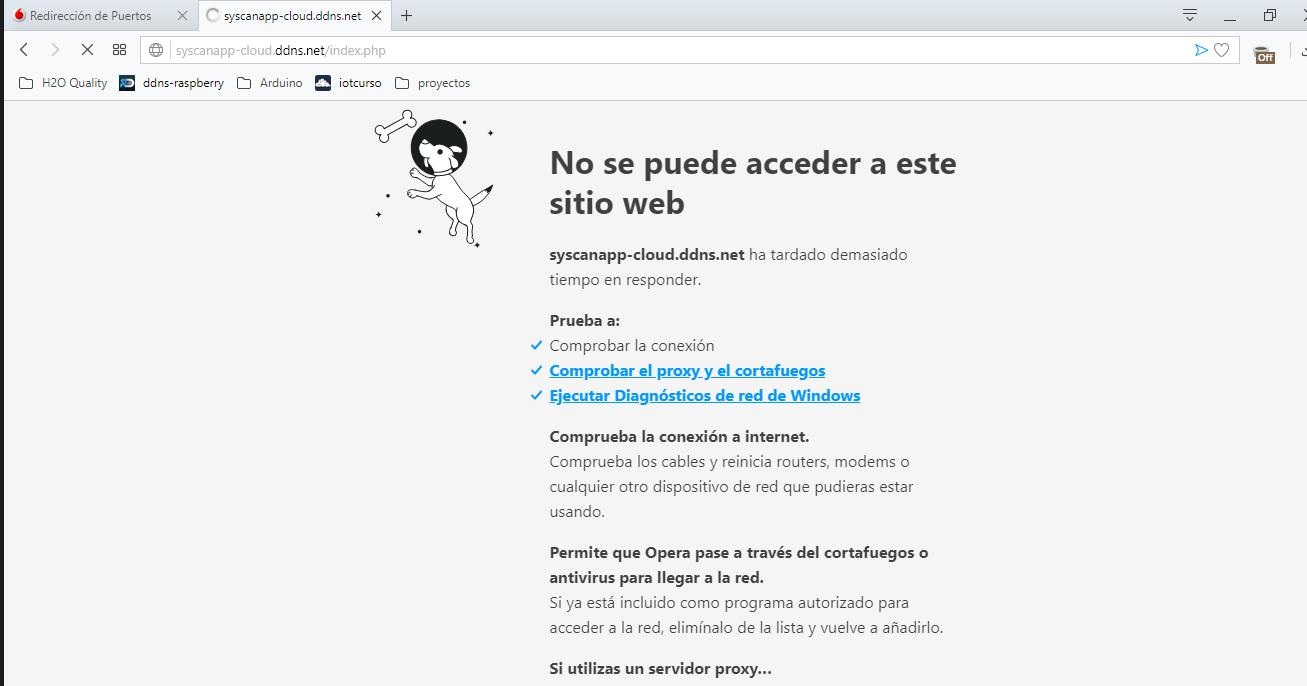 Redirección de Puertos
syscanapp-cloud.ddns.net
syscanapp-cloud.ddns.net/index.php
Off
H2O Quality
ddns-raspberry
Arduino
iotcurso
proyectos
No se puede acceder a este
sitio web
syscanapp-cloud.ddns.net ha tardado demasiado
tiempo en responder.
Prueba a:
Comprobar la conexión
Comprobar el proxy y el cortafuegos
Ejecutar Diagnósticos de red de Windows
Comprueba la conexión a internet.
Comprueba los cables y reinicia routers, modems o
cualquier otro dispositivo de red que pudieras estar
usando.
Permite que Opera pase a través del cortafuegos o
antivirus para llegar a la red.
Si ya está incluido como programa autorizado para
acceder a la red, elimínalo de la lista y vuelve a añadirlo.
Si utilizas un servidor proxy...